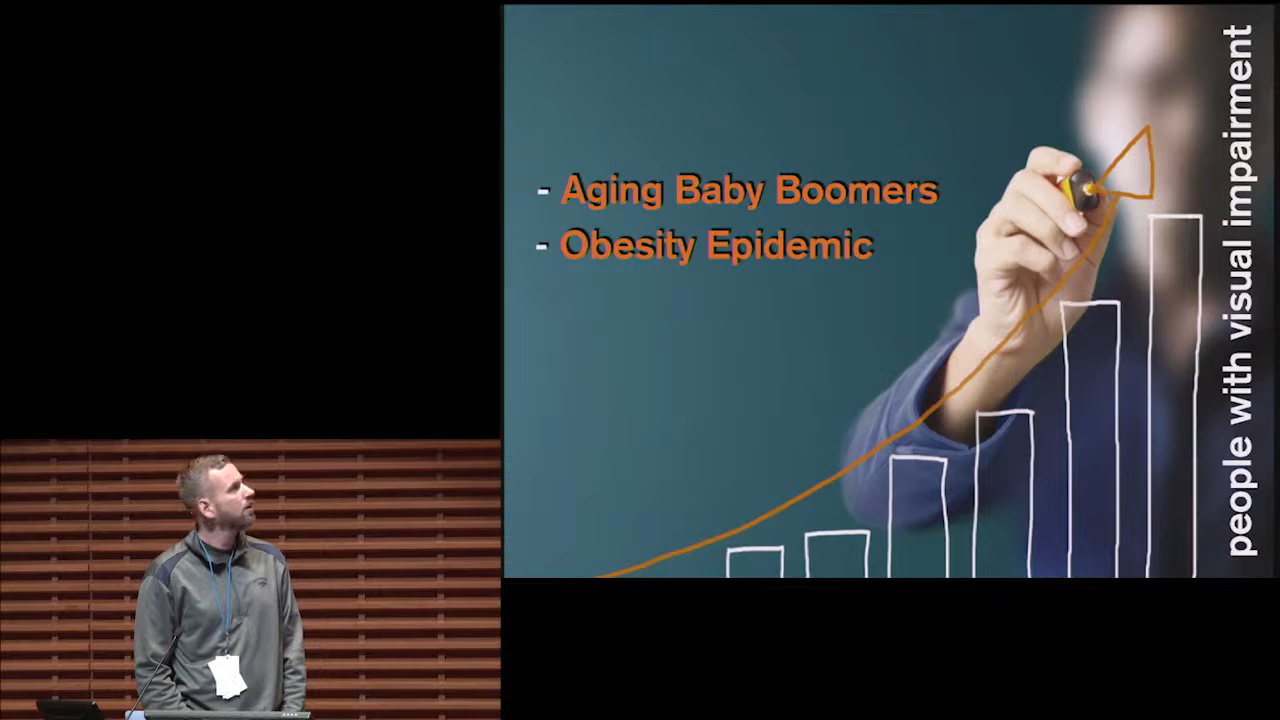 - Aging Baby Boomers
- Obesity Epidemic
people with visual impairment